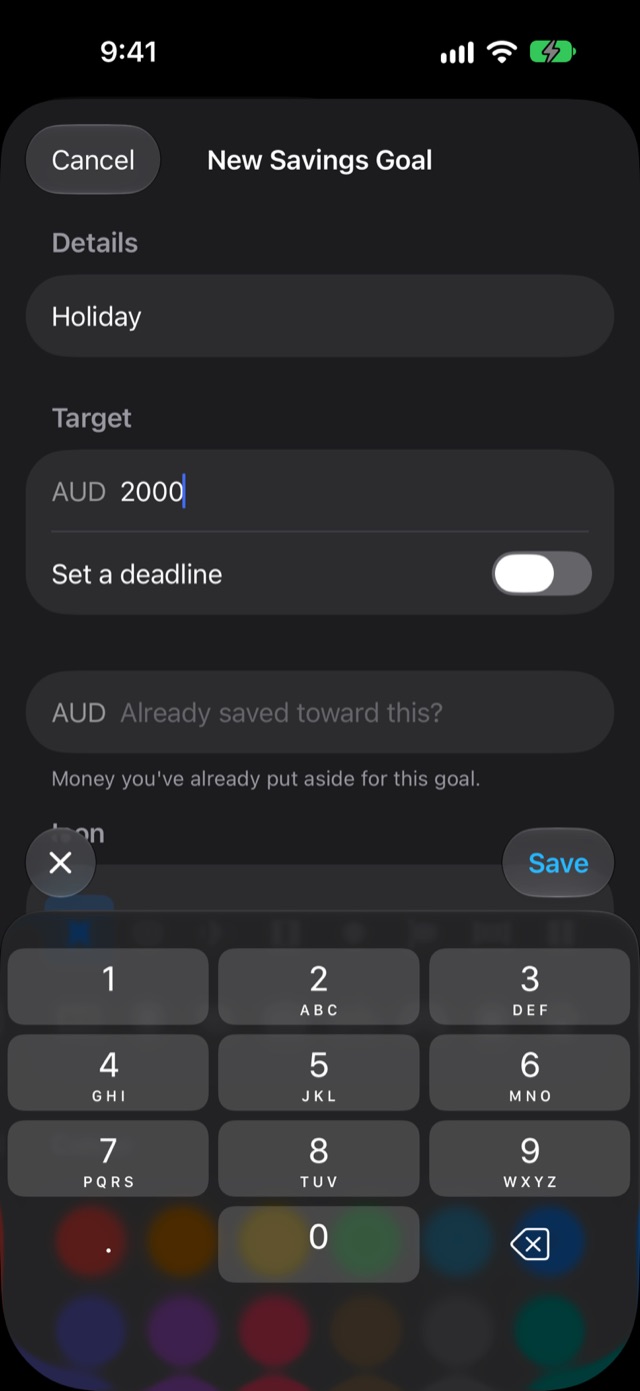 9:41
Cancel
New Savings Goal
Details
Holiday
Target
AUD 2000
Set a deadline
AUD Already saved toward this?
Money you've already put aside for this goal.
Icon
Save
1
2
ABC
3
DEF
4
GHI
5
JKL
6
MNO
7
PQRS
8
TUV
9
WXYZ
.
0